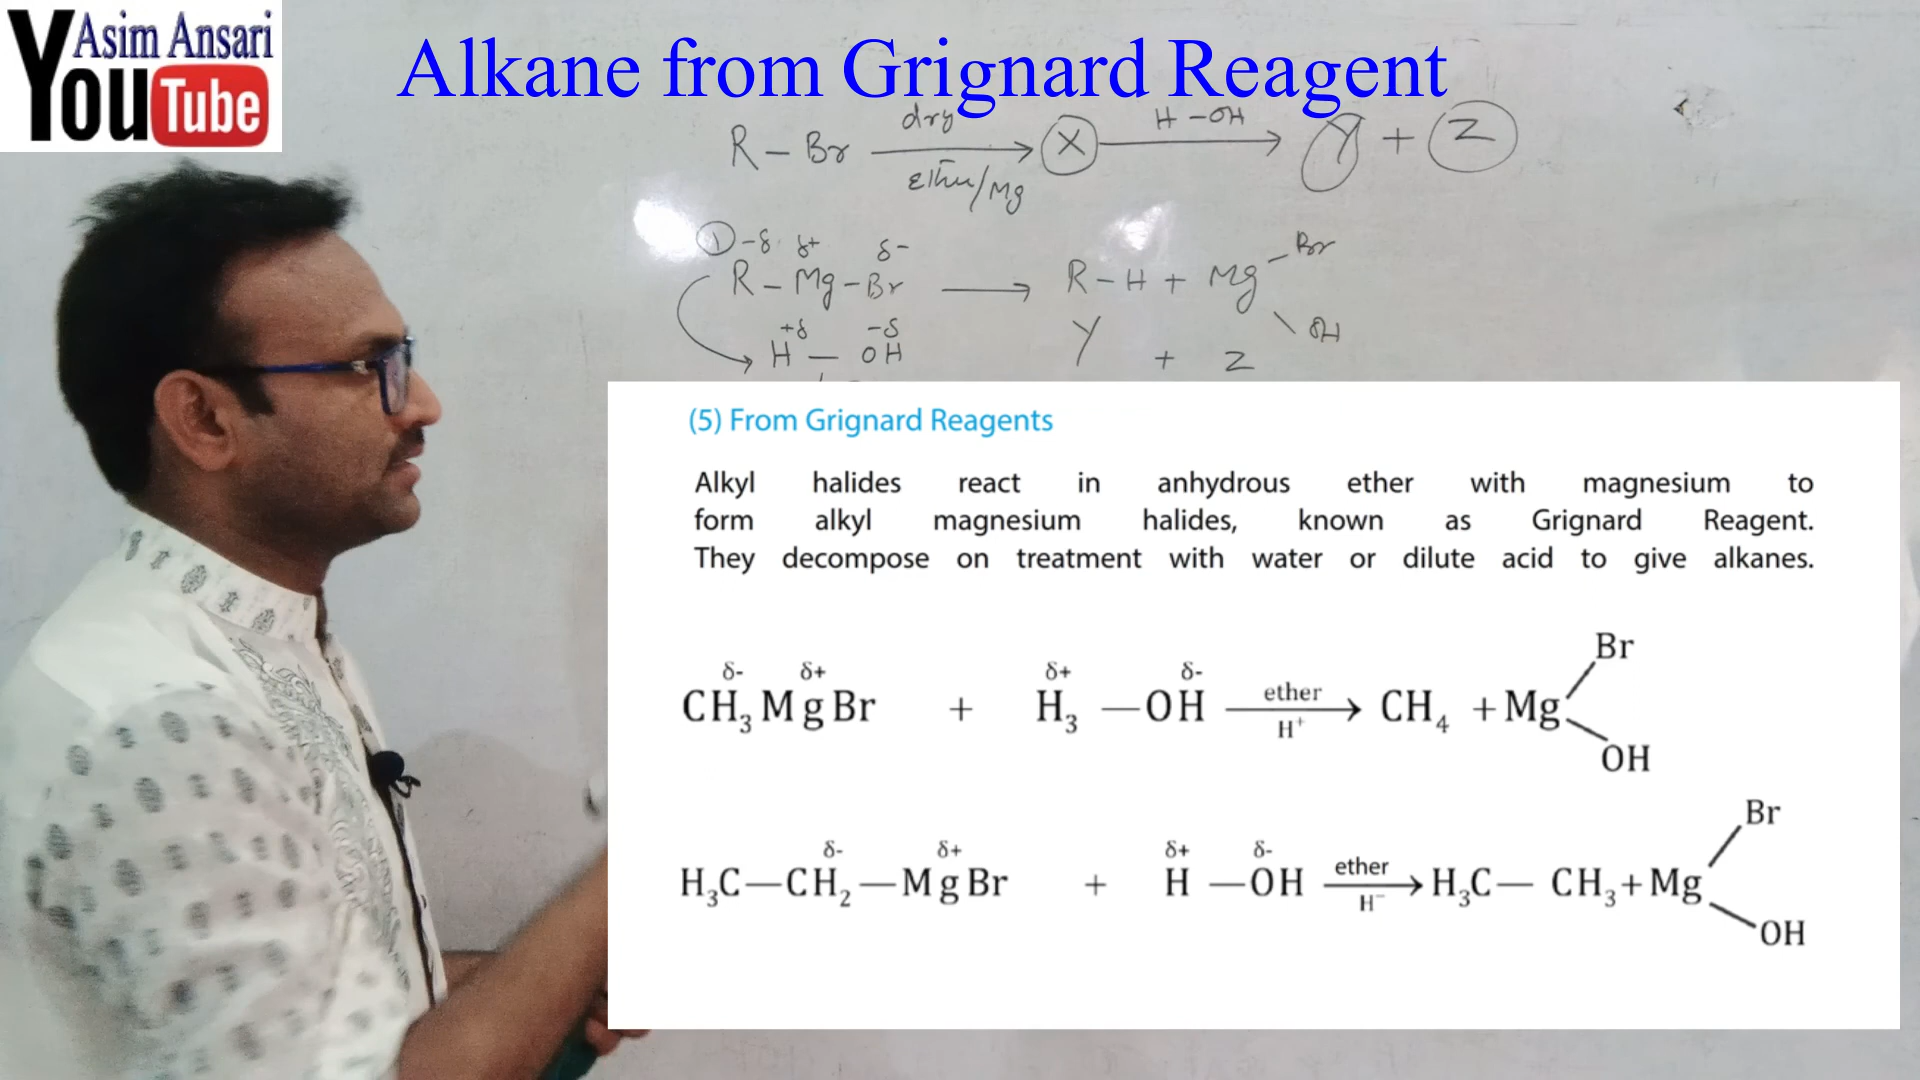 Asim Ansari
YouTube
Alkane from Grignard Reagent
R – Br dry ether/Mg → X H – OH → Y + Z
① -δ δ+ δ-
R – Mg – Br → R – H + Mg – Br \ OH
+δ -δ
H — OH Y + Z
(5) From Grignard Reagents
Alkyl halides react in anhydrous ether with magnesium to
form alkyl magnesium halides, known as Grignard Reagent.
They decompose on treatment with water or dilute acid to give alkanes.
δ- δ+ δ+ δ- Br
CH₃MgBr + H₃ —OH ether H⁺ → CH₄ + Mg
OH
δ- δ+ δ+ δ- Br
H₃C—CH₂—MgBr + H —OH ether H⁻ → H₃C— CH₃+Mg
OH